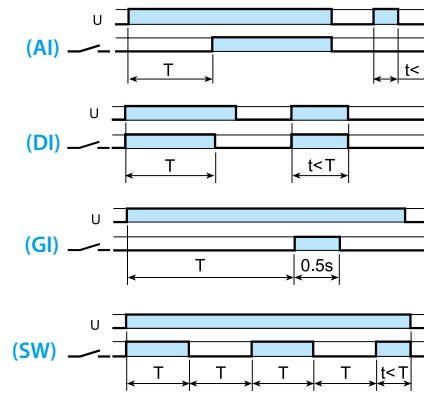 U
(AI)
T t<
U
(DI)
T t<T
U
(GI)
T 0.5s
U
(SW)
T T T T t<T